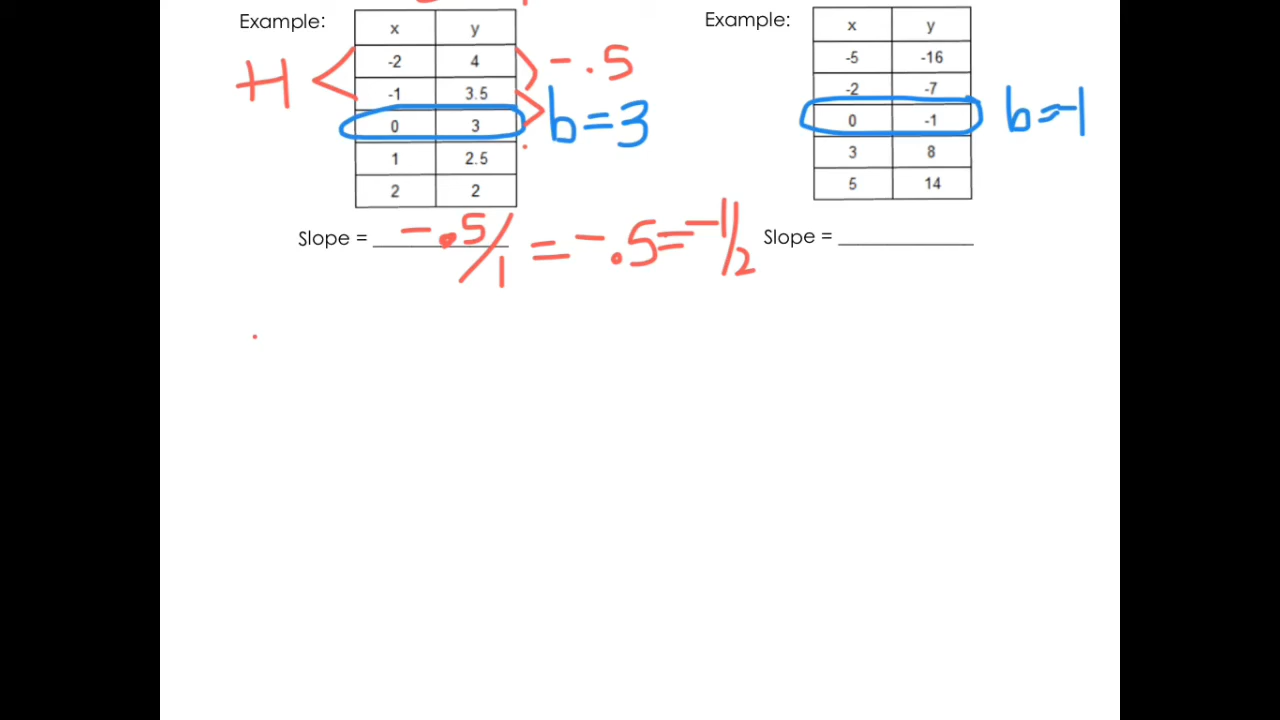 Example:
x y
-2 4
-1 3.5
0 3
1 2.5
2 2
+1
-.5
b=3
Slope = -.5/1 = -.5 = -1/2
Example:
x y
-5 -16
-2 -7
0 -1
3 8
5 14
b=-1
Slope =